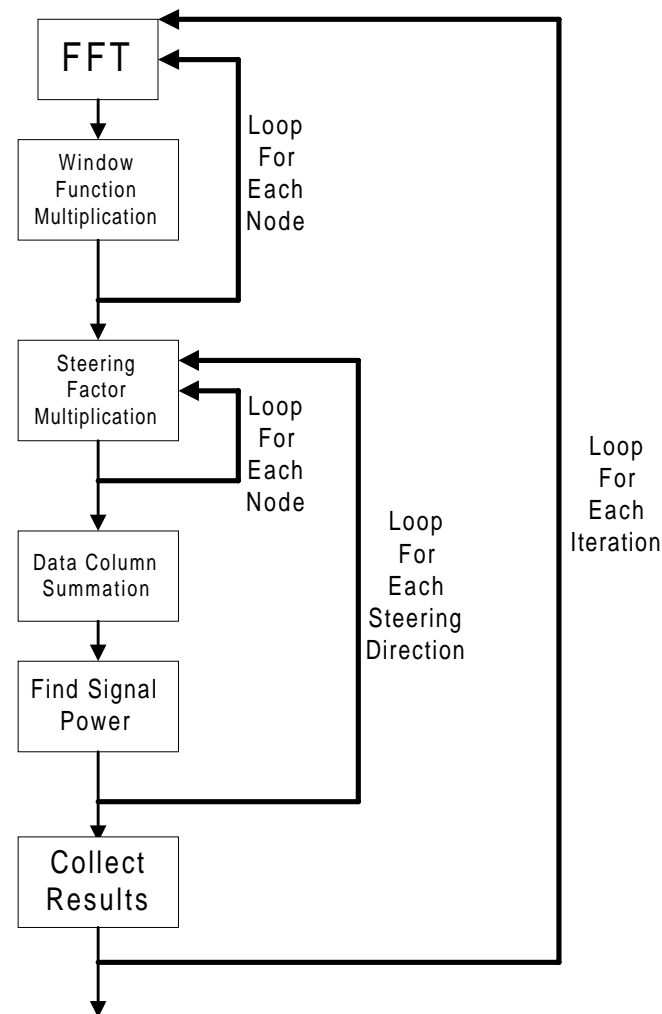 FFT
Window
Function
Multiplication
Loop
For
Each
Node
Steering
Factor
Multiplication
Loop
For
Each
Node
Data Column
Summation
Find Signal
Power
Loop
For
Each
Steering
Direction
Collect
Results
Loop
For
Each
Iteration